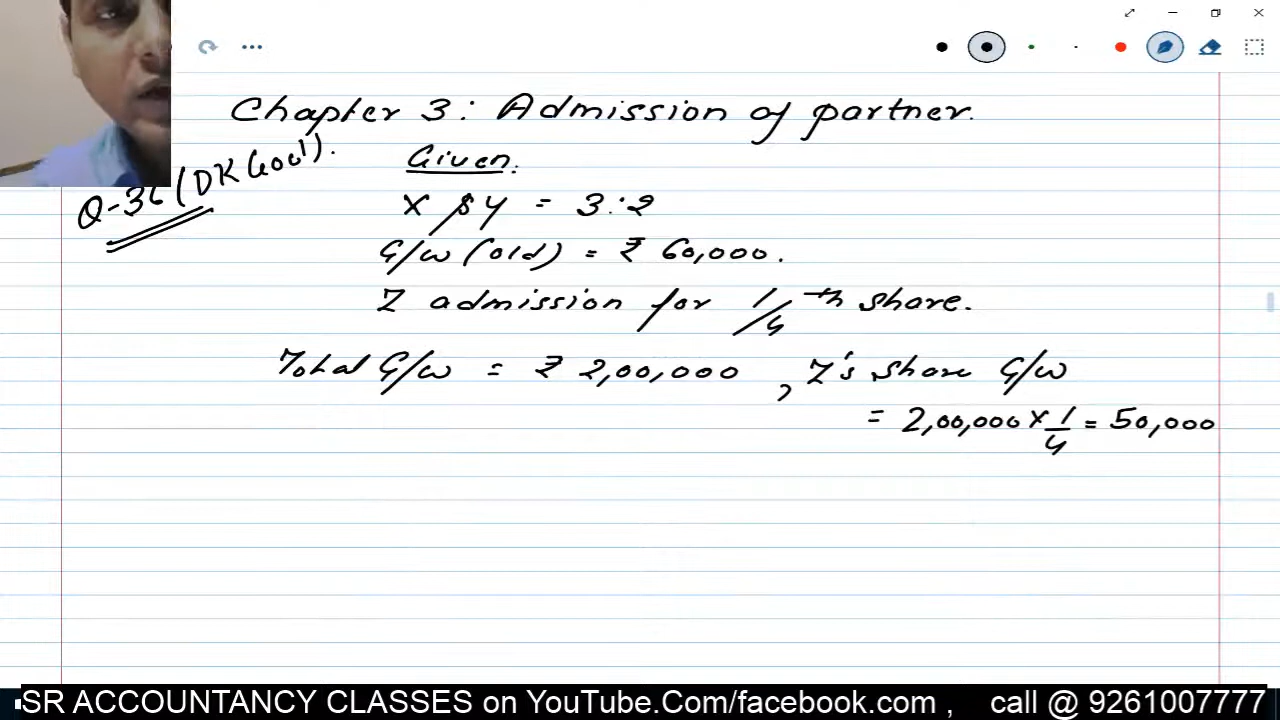 Chapter 3: Admission of partner.
Q-36 (DK Goel).
Given.
X & Y = 3:2
G/w (old) = ₹ 60,000.
Z admission for 1/4 th share.
Total G/w = ₹ 2,00,000 , Z's share G/w
= 2,00,000 × 1/4 = 50,000
SR ACCOUNTANCY CLASSES on YouTube.Com/facebook.com , call @ 9261007777